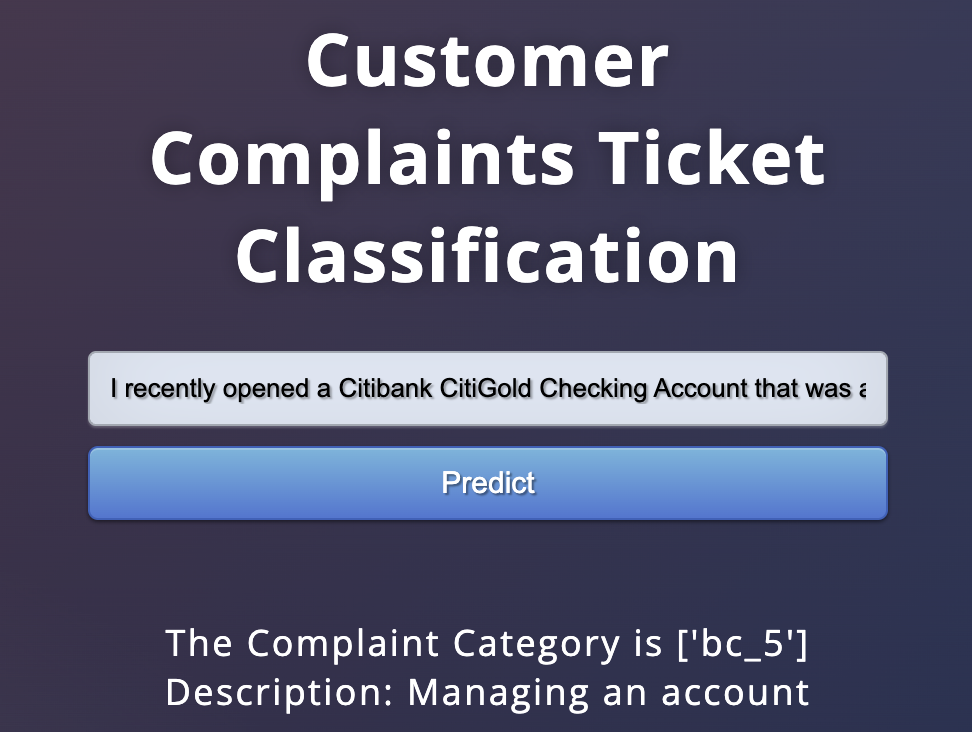 Customer
Complaints Ticket
Classification
I recently opened a Citibank CitiGold Checking Account that was
Predict
The Complaint Category is ['bc_5']
Description: Managing an account